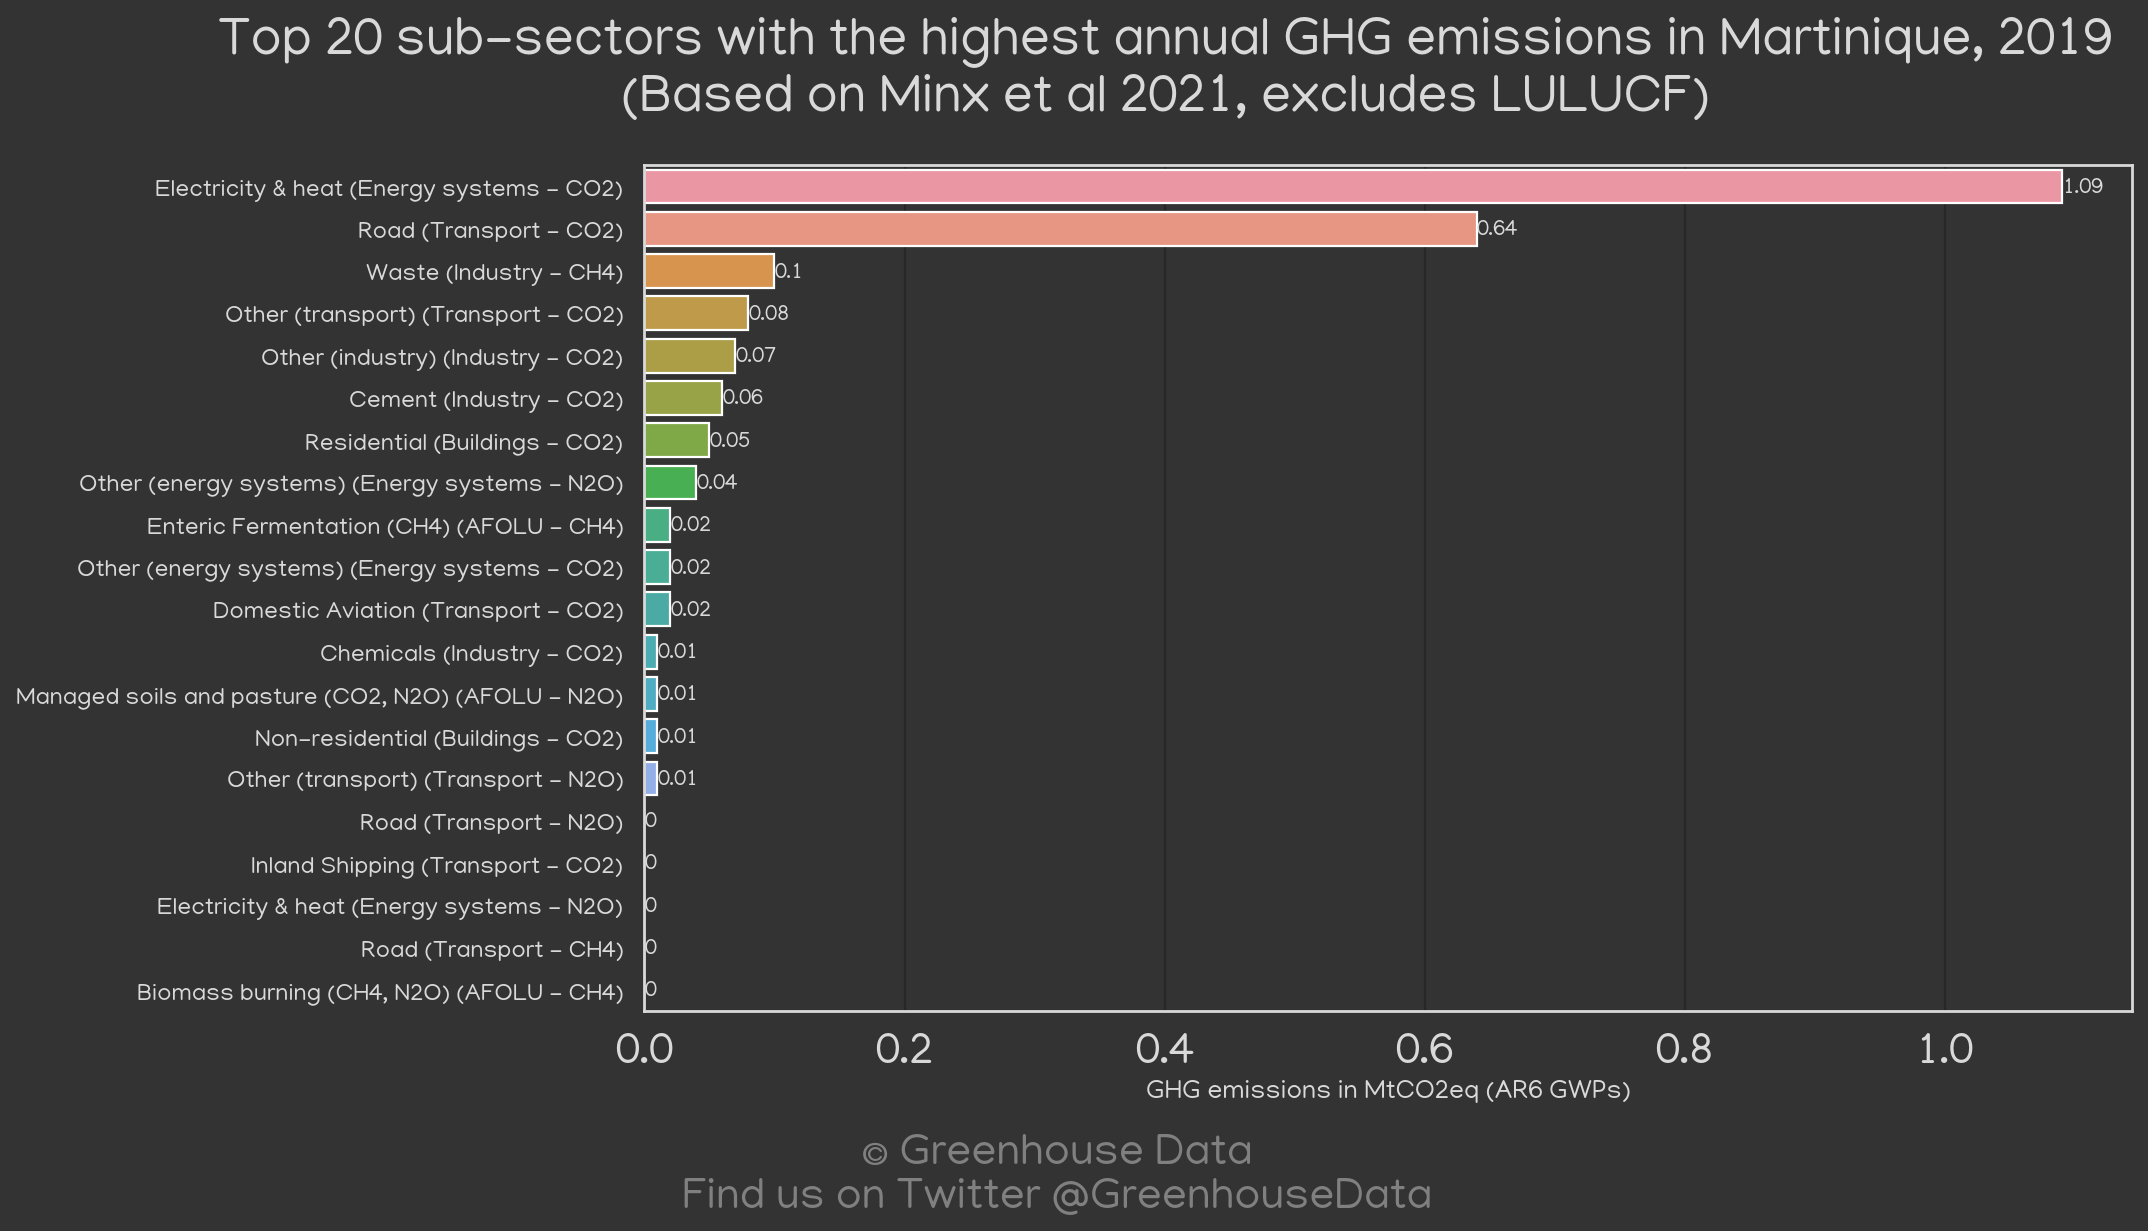 Top 20 sub-sectors with the highest annual GHG emissions in Martinique, 2019
(Based on Minx et al 2021, excludes LULUCF)
Electricity & heat (Energy systems - CO2) 1.09
Road (Transport - CO2) 0.64
Waste (Industry - CH4) 0.1
Other (transport) (Transport - CO2) 0.08
Other (industry) (Industry - CO2) 0.07
Cement (Industry - CO2) 0.06
Residential (Buildings - CO2) 0.05
Other (energy systems) (Energy systems - N2O) 0.04
Enteric Fermentation (CH4) (AFOLU - CH4) 0.02
Other (energy systems) (Energy systems - CO2) 0.02
Domestic Aviation (Transport - CO2) 0.02
Chemicals (Industry - CO2) 0.01
Managed soils and pasture (CO2, N2O) (AFOLU - N2O) 0.01
Non-residential (Buildings - CO2) 0.01
Other (transport) (Transport - N2O) 0.01
Road (Transport - N2O) 0
Inland Shipping (Transport - CO2) 0
Electricity & heat (Energy systems - N2O) 0
Road (Transport - CH4) 0
Biomass burning (CH4, N2O) (AFOLU - CH4) 0
0.0 0.2 0.4 0.6 0.8 1.0
GHG emissions in MtCO2eq (AR6 GWPs)
© Greenhouse Data
Find us on Twitter @GreenhouseData